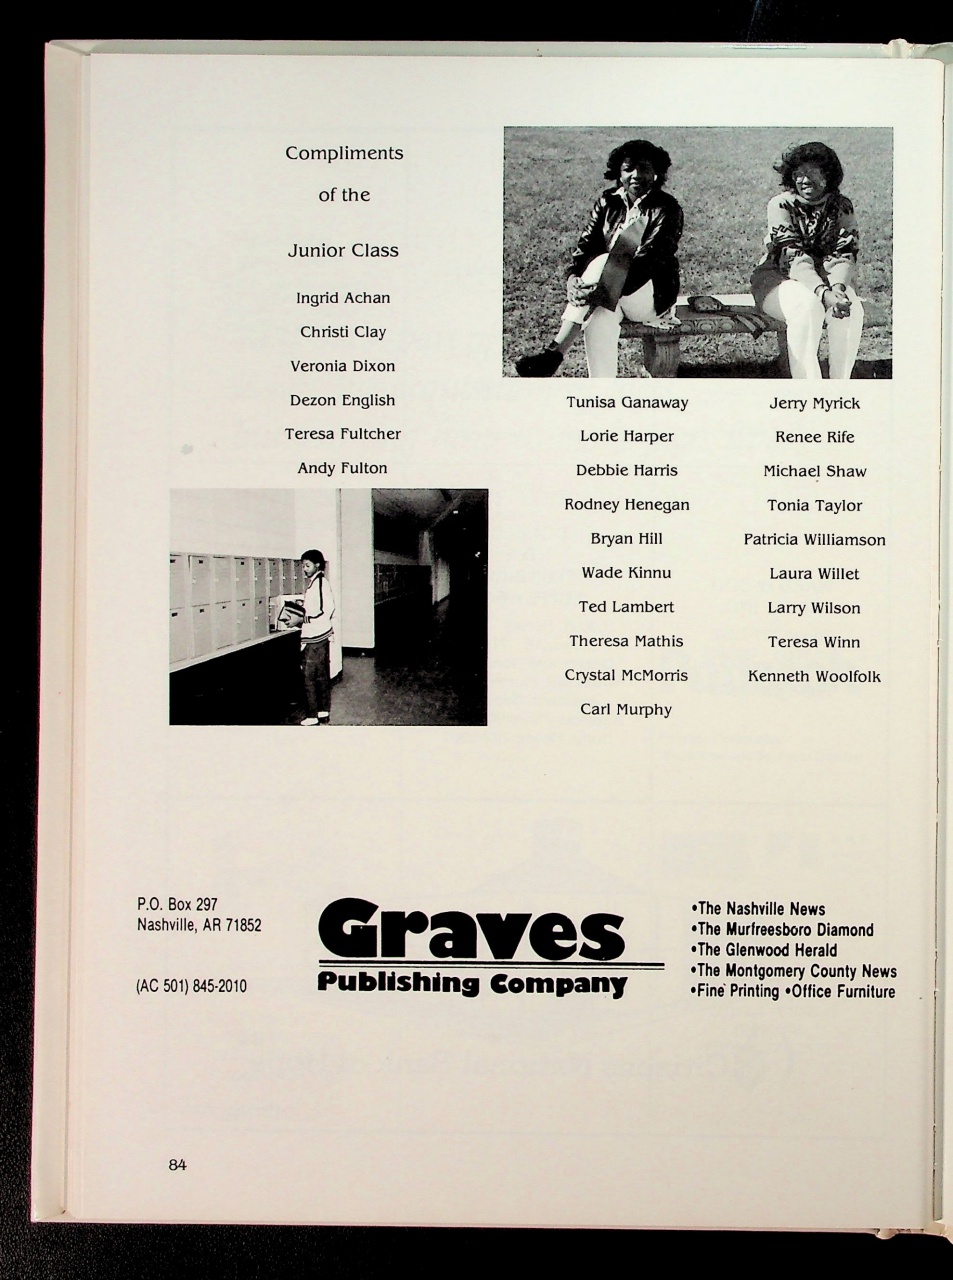 Compliments
of the
Junior Class
Ingrid Achan
Christi Clay
Veronia Dixon
Dezon English
Teresa Fultcher
Andy Fulton
Tunisa Ganaway
Lorie Harper
Debbie Harris
Rodney Henegan
Bryan Hill
Wade Kinnu
Ted Lambert
Theresa Mathis
Crystal McMorris
Carl Murphy
Jerry Myrick
Renee Rife
Michael Shaw
Tonia Taylor
Patricia Williamson
Laura Willet
Larry Wilson
Teresa Winn
Kenneth Woolfolk
P.O. Box 297
Nashville, AR 71852
(AC 501) 845-2010
Graves
Publishing Company
•The Nashville News
•The Murfreesboro Diamond
•The Glenwood Herald
•The Montgomery County News
•Fine Printing •Office Furniture
84